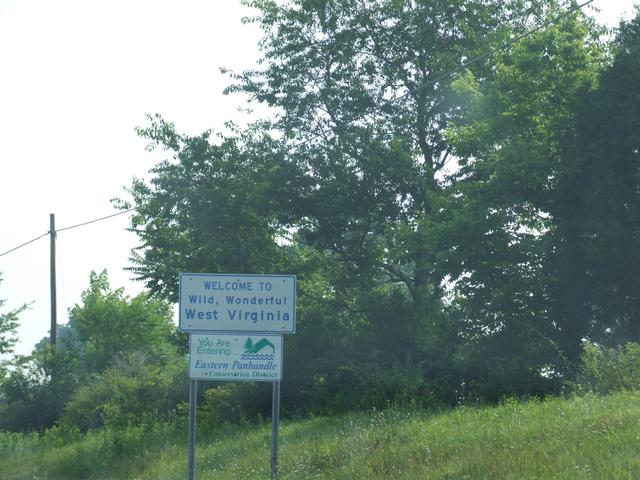 WELCOME TO
Wild, Wonderful
West Virginia
You Are
Entering...
Eastern Panhandle
Conservation District